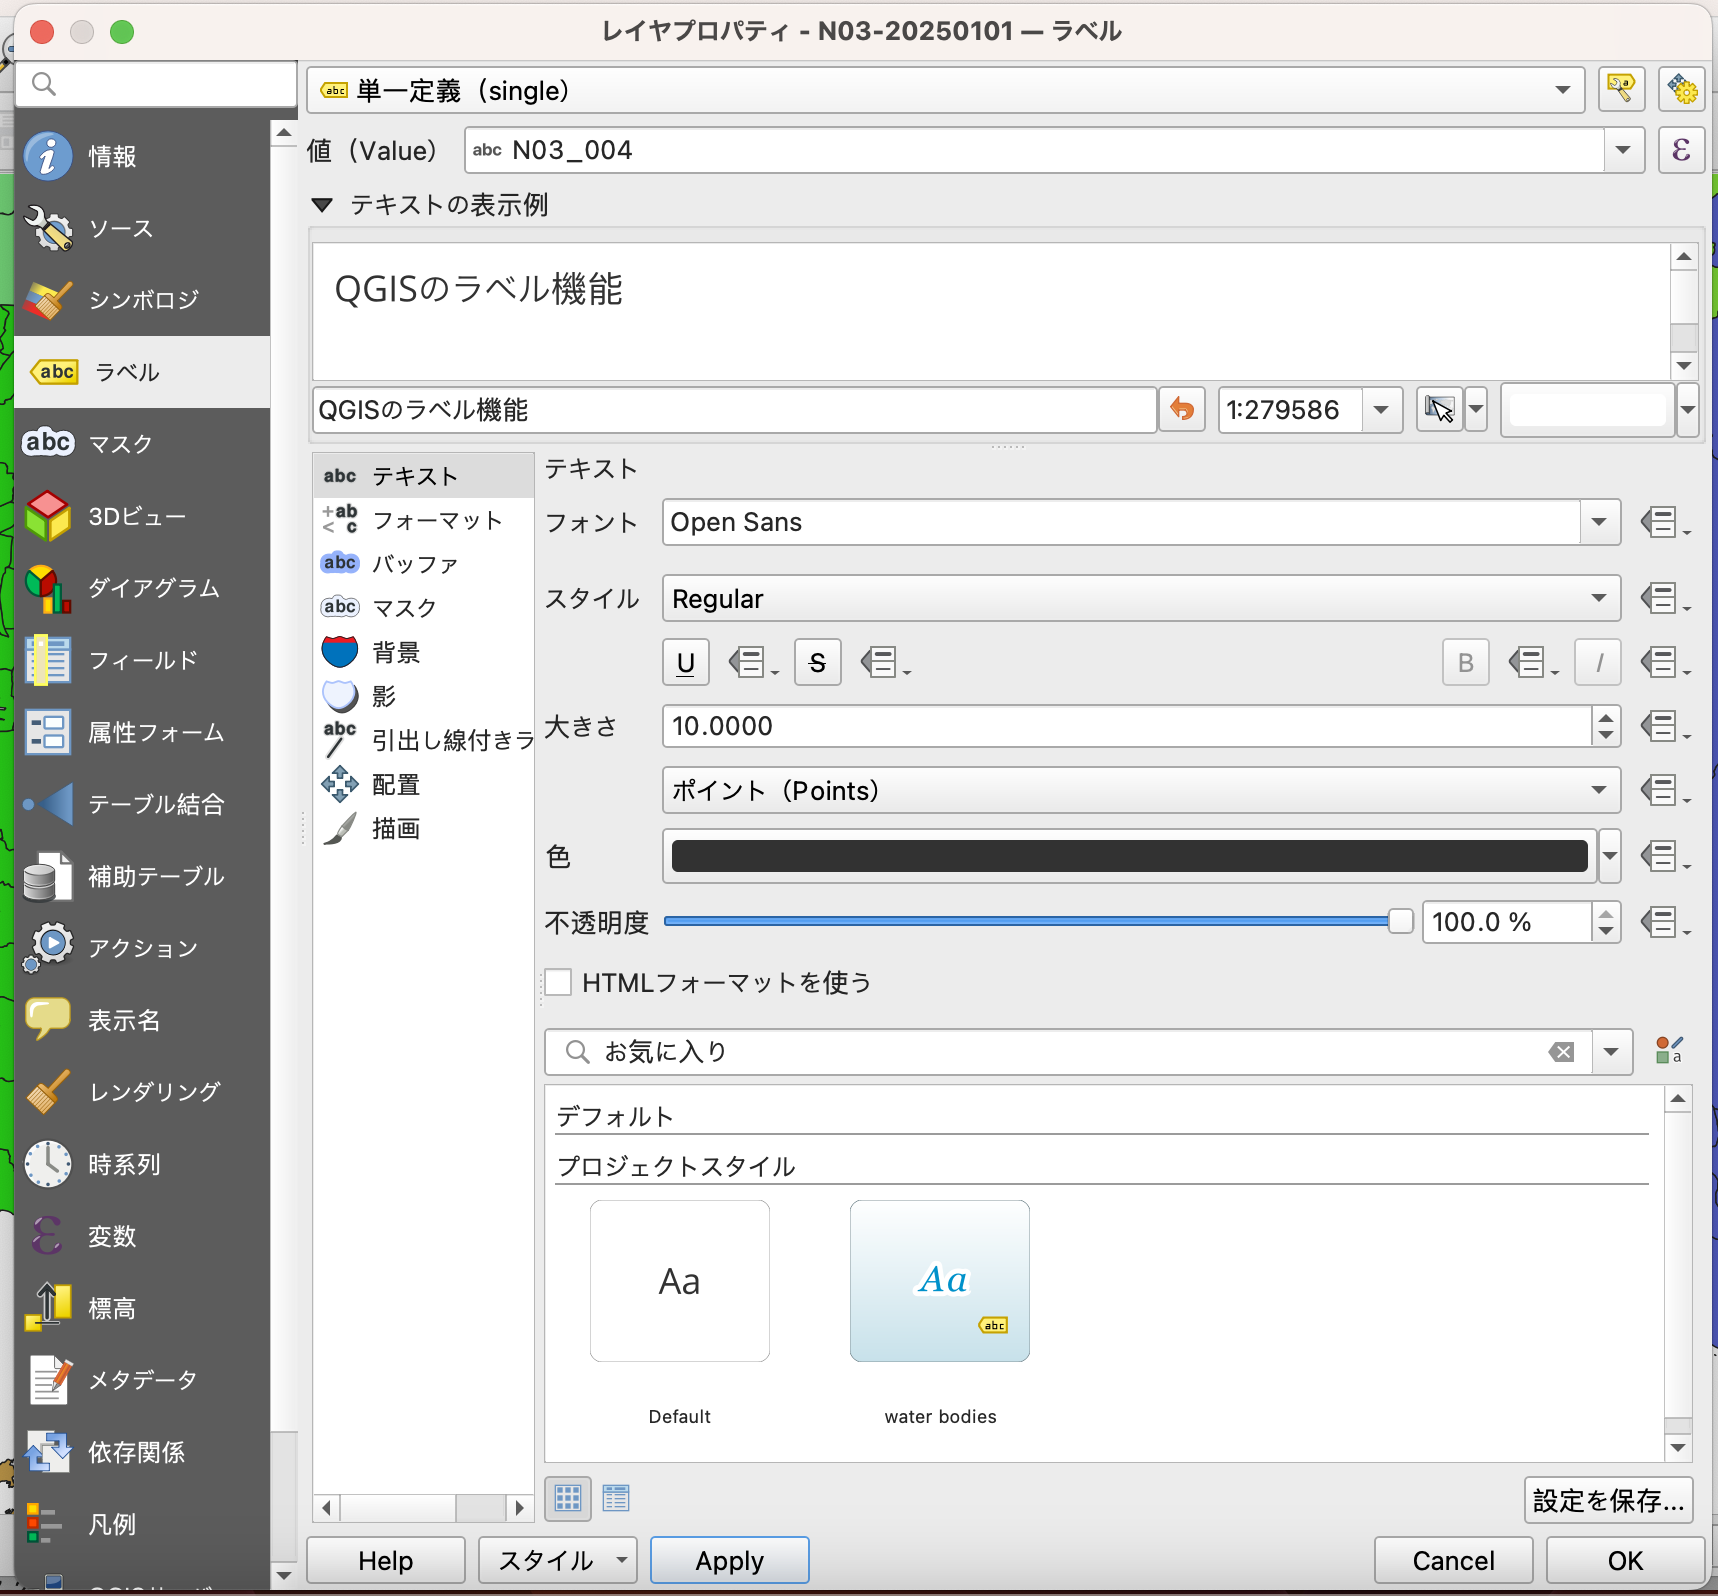 レイヤプロパティ - N03-20250101 — ラベル
単一定義（single）
値（Value）
abc N03_004
テキストの表示例
QGISのラベル機能
QGISのラベル機能
1:279586
情報
ソース
シンボロジ
abc ラベル
abc マスク
3Dビュー
ダイアグラム
フィールド
属性フォーム
テーブル結合
補助テーブル
アクション
表示名
レンダリング
時系列
変数
標高
メタデータ
依存関係
凡例
abc テキスト
+ab < c フォーマット
abc バッファ
abc マスク
背景
影
abc 引出し線付きラ
配置
描画
テキスト
フォント
Open Sans
スタイル
Regular
U
S
B
I
大きさ
10.0000
ポイント（Points）
色
不透明度
100.0 %
HTMLフォーマットを使う
お気に入り
デフォルト
プロジェクトスタイル
Aa
Aa
abc
Default
water bodies
設定を保存...
Help
スタイル
Apply
Cancel
OK